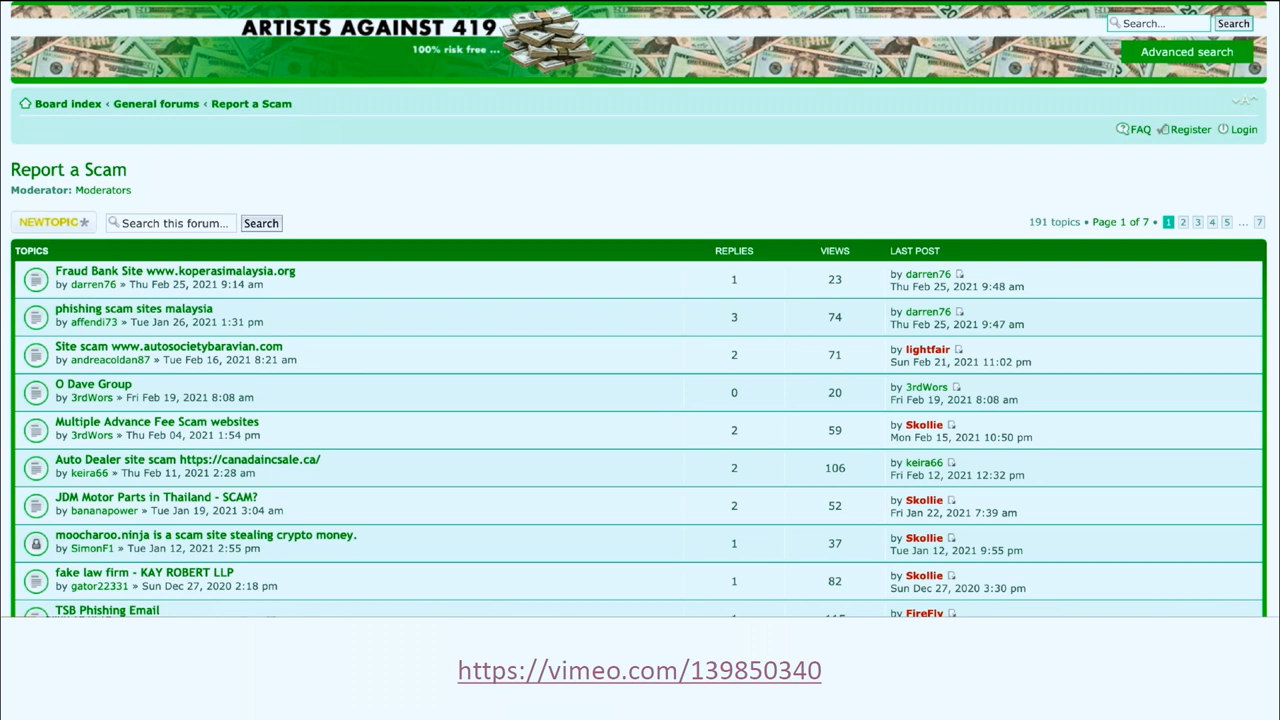 ARTISTS AGAINST 419
100% risk free ...
Search... Search
Advanced search
Board index ‹ General forums ‹ Report a Scam
FAQ Register Login
Report a Scam
Moderator: Moderators
NEWTOPIC* Search this forum... Search
191 topics • Page 1 of 7 • 1 2 3 4 5 ... 7
TOPICS REPLIES VIEWS LAST POST
Fraud Bank Site www.koperasimalaysia.org
by darren76 » Thu Feb 25, 2021 9:14 am
1 23
by darren76
Thu Feb 25, 2021 9:48 am
phishing scam sites malaysia
by affendi73 » Tue Jan 26, 2021 1:31 pm
3 74
by darren76
Thu Feb 25, 2021 9:47 am
Site scam www.autosocietybaravian.com
by andreacoldan87 » Tue Feb 16, 2021 8:21 am
2 71
by lightfair
Sun Feb 21, 2021 11:02 pm
O Dave Group
by 3rdWors » Fri Feb 19, 2021 8:08 am
0 20
by 3rdWors
Fri Feb 19, 2021 8:08 am
Multiple Advance Fee Scam websites
by 3rdWors » Thu Feb 04, 2021 1:54 pm
2 59
by Skollie
Mon Feb 15, 2021 10:50 pm
Auto Dealer site scam https://canadaincsale.ca/
by keira66 » Thu Feb 11, 2021 2:28 am
2 106
by keira66
Fri Feb 12, 2021 12:32 pm
JDM Motor Parts in Thailand - SCAM?
by bananapower » Tue Jan 19, 2021 3:04 am
2 52
by Skollie
Fri Jan 22, 2021 7:39 am
moocharoo.ninja is a scam site stealing crypto money.
by SimonF1 » Tue Jan 12, 2021 2:55 pm
1 37
by Skollie
Tue Jan 12, 2021 9:55 pm
fake law firm - KAY ROBERT LLP
by gator22331 » Sun Dec 27, 2020 2:18 pm
1 82
by Skollie
Sun Dec 27, 2020 3:30 pm
TSB Phishing Email
by FireFly
https://vimeo.com/139850340